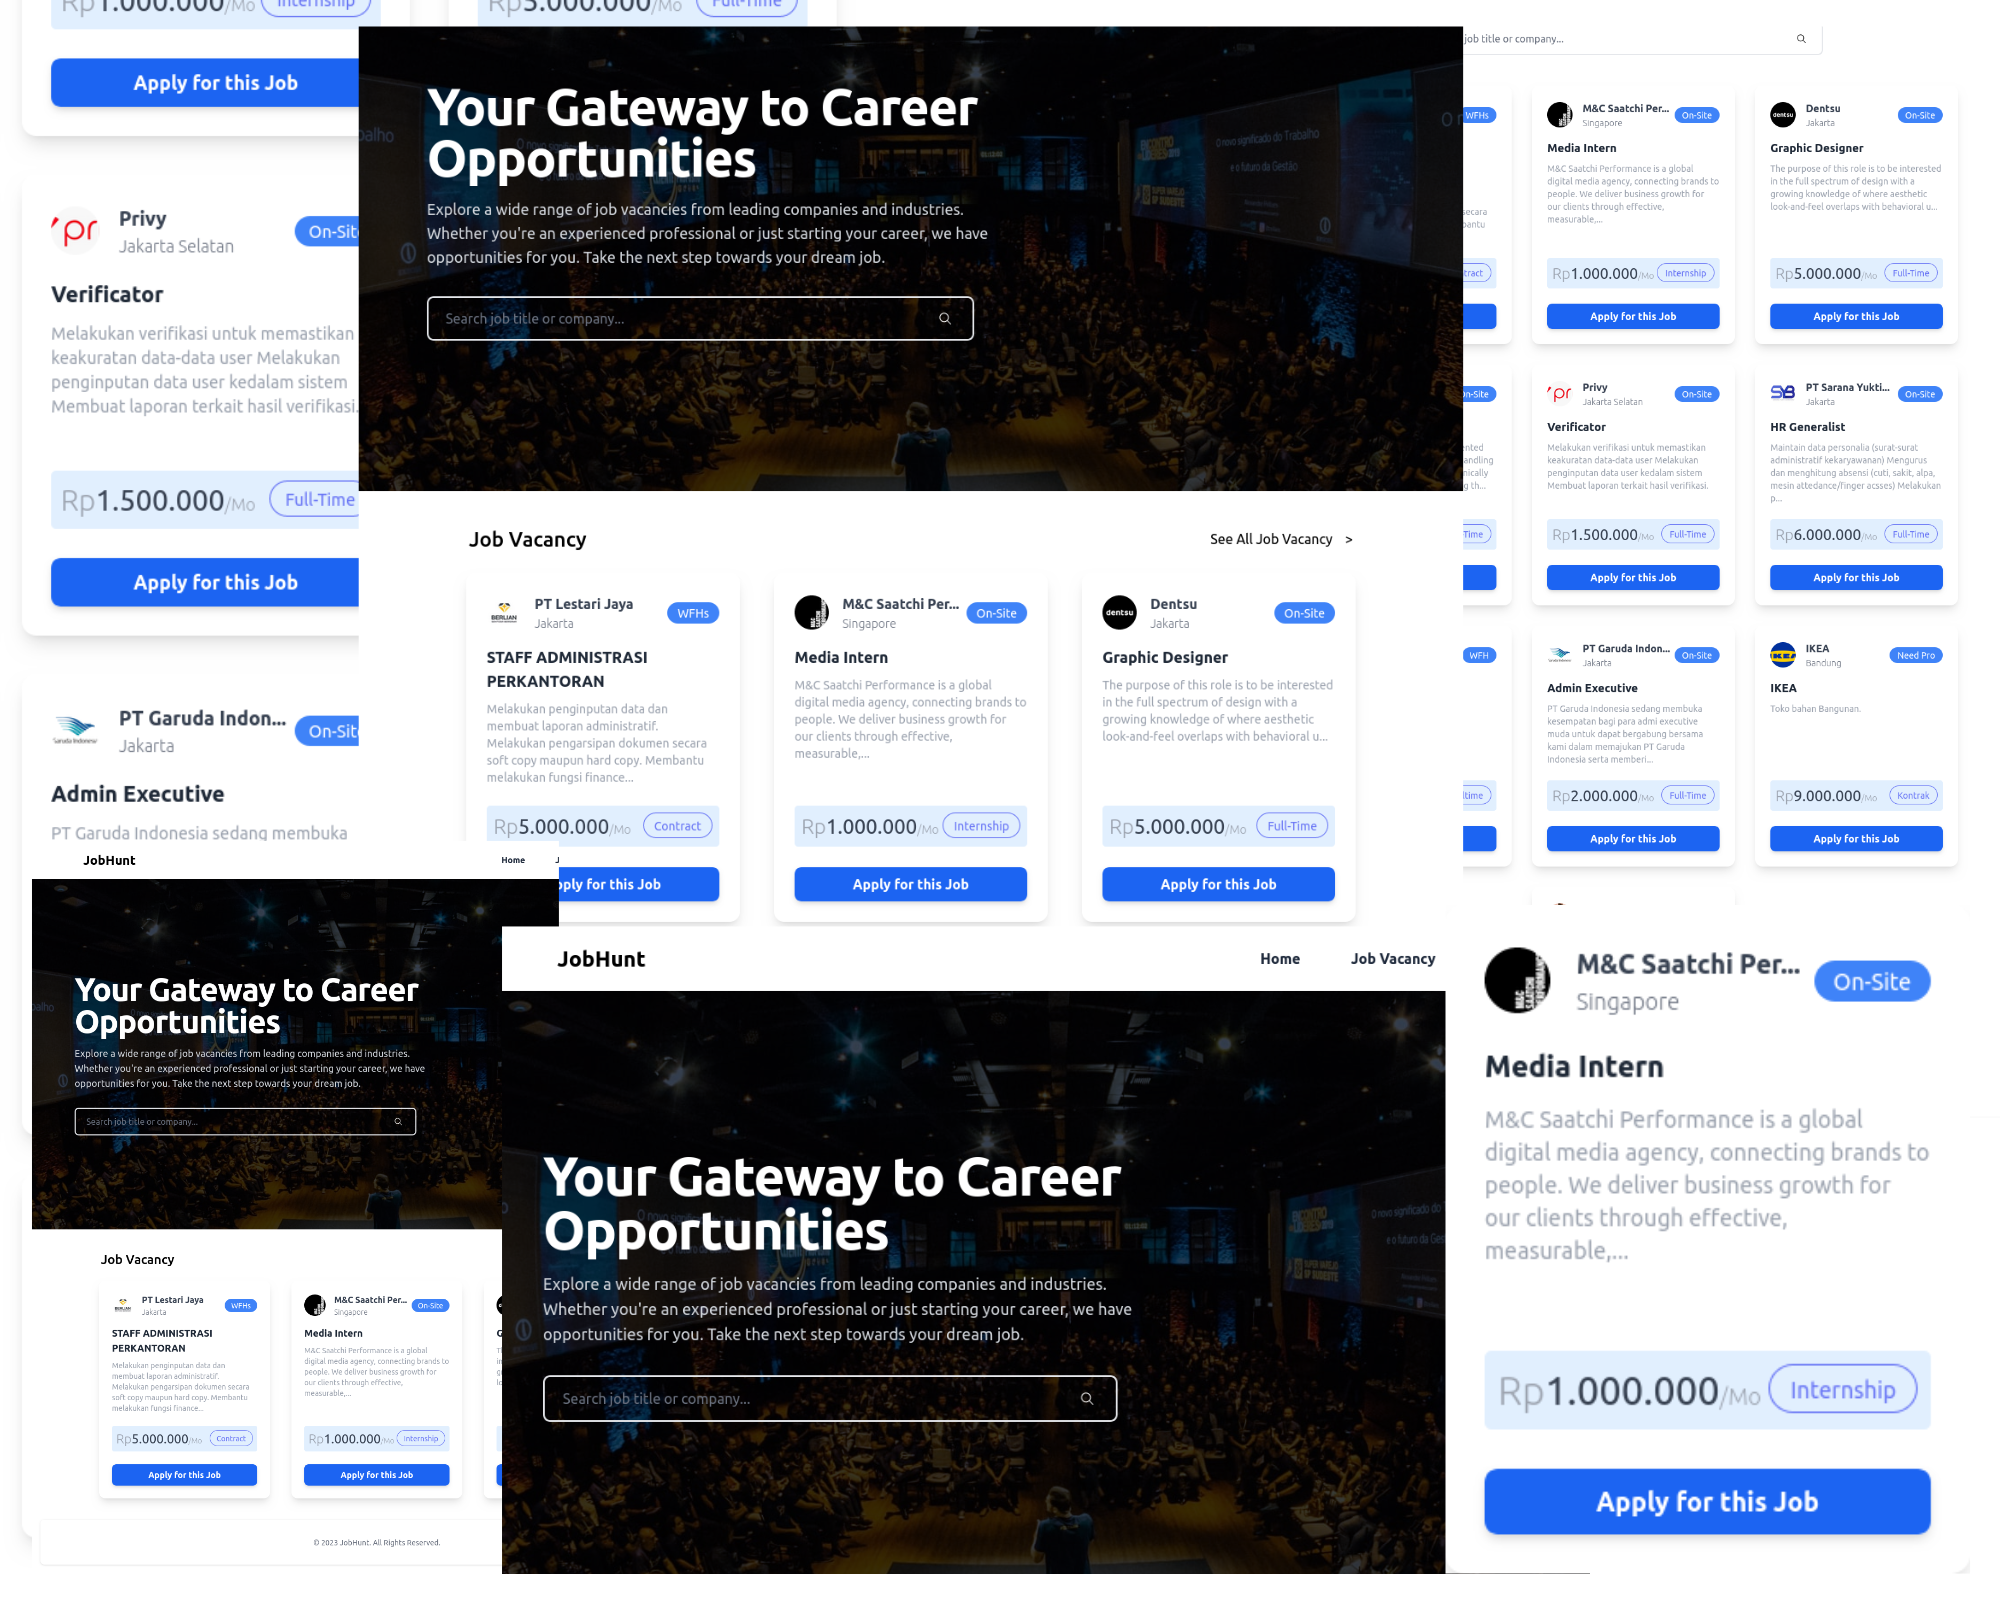 Rp1.000.000/Mo Internship
Apply for this Job
Rp5.000.000/Mo Full-Time
Privy
Jakarta Selatan
On-Sit
Verificator
Melakukan verifikasi untuk memastikan
keakuratan data-data user Melakukan
penginputan data user kedalam sistem
Membuat laporan terkait hasil verifikasi.
Rp1.500.000/Mo Full-Time
Apply for this Job
PT Garuda Indon...
Jakarta
On-Sit
Admin Executive
PT Garuda Indonesia sedang membuka
Your Gateway to Career
Opportunities
Explore a wide range of job vacancies from leading companies and industries.
Whether you're an experienced professional or just starting your career, we have
opportunities for you. Take the next step towards your dream job.
Search job title or company...
O novo significado do Trabalho
e o futuro da Gestão
Job Vacancy
See All Job Vacancy >
BERLIAN
PT Lestari Jaya
Jakarta
WFHs
STAFF ADMINISTRASI
PERKANTORAN
Melakukan penginputan data dan
membuat laporan administratif.
Melakukan pengarsipan dokumen secara
soft copy maupun hard copy. Membantu
melakukan fungsi finance...
Rp5.000.000/Mo Contract
pply for this Job
M&C Saatchi Per...
Singapore
On-Site
Media Intern
M&C Saatchi Performance is a global
digital media agency, connecting brands to
people. We deliver business growth for
our clients through effective,
measurable,...
Rp1.000.000/Mo Internship
Apply for this Job
dentsu
Dentsu
Jakarta
On-Site
Graphic Designer
The purpose of this role is to be interested
in the full spectrum of design with a
growing knowledge of where aesthetic
look-and-feel overlaps with behavioral u...
Rp5.000.000/Mo Full-Time
Apply for this Job
job title or company...
WFHs
secara
bantu
tract
M&C Saatchi Per...
Singapore
On-Site
Media Intern
M&C Saatchi Performance is a global
digital media agency, connecting brands to
people. We deliver business growth for
our clients through effective,
measurable,...
Rp1.000.000/Mo Internship
Apply for this Job
dentsu
Dentsu
Jakarta
On-Site
Graphic Designer
The purpose of this role is to be interested
in the full spectrum of design with a
growing knowledge of where aesthetic
look-and-feel overlaps with behavioral u...
Rp5.000.000/Mo Full-Time
Apply for this Job
On-Site
ented
andling
nically
g th...
Time
Privy
Jakarta Selatan
On-Site
Verificator
Melakukan verifikasi untuk memastikan
keakuratan data-data user Melakukan
penginputan data user kedalam sistem
Membuat laporan terkait hasil verifikasi.
Rp1.500.000/Mo Full-Time
Apply for this Job
SYB
PT Sarana Yukti...
Jakarta
On-Site
HR Generalist
Maintain data personalia (surat-surat
administratif kekaryawanan) Mengurus
dan menghitung absensi (cuti, sakit, alpa,
mesin attedance/finger acsses) Melakukan
p...
Rp6.000.000/Mo Full-Time
Apply for this Job
WFH
ltime
PT Garuda Indon...
Jakarta
On-Site
Admin Executive
PT Garuda Indonesia sedang membuka
kesempatan bagi para admi executive
muda untuk dapat bergabung bersama
kami dalam memajukan PT Garuda
Indonesia serta memberi...
Rp2.000.000/Mo Full-Time
Apply for this Job
IKEA
IKEA
Bandung
Need Pro
IKEA
Toko bahan Bangunan.
Rp9.000.000/Mo Kontrak
Apply for this Job
JobHunt
Home
Your Gateway to Career
Opportunities
Explore a wide range of job vacancies from leading companies and industries.
Whether you're an experienced professional or just starting your career, we have
opportunities for you. Take the next step towards your dream job.
Search job title or company...
Job Vacancy
BERLIAN
PT Lestari Jaya
Jakarta
WFHs
STAFF ADMINISTRASI
PERKANTORAN
Melakukan penginputan data dan
membuat laporan administratif.
Melakukan pengarsipan dokumen secara
soft copy maupun hard copy. Membantu
melakukan fungsi finance...
Rp5.000.000/Mo Contract
Apply for this Job
M&C Saatchi Per...
Singapore
On-Site
Media Intern
M&C Saatchi Performance is a global
digital media agency, connecting brands to
people. We deliver business growth for
our clients through effective,
measurable,...
Rp1.000.000/Mo Internship
Apply for this Job
© 2023 JobHunt. All Rights Reserved.
JobHunt
Home
Job Vacancy
Your Gateway to Career
Opportunities
Explore a wide range of job vacancies from leading companies and industries.
Whether you're an experienced professional or just starting your career, we have
opportunities for you. Take the next step towards your dream job.
Search job title or company...
M&C SAATCHI PERFORMANCE
M&C Saatchi Per...
Singapore
On-Site
Media Intern
M&C Saatchi Performance is a global
digital media agency, connecting brands to
people. We deliver business growth for
our clients through effective,
measurable,...
Rp1.000.000/Mo Internship
Apply for this Job